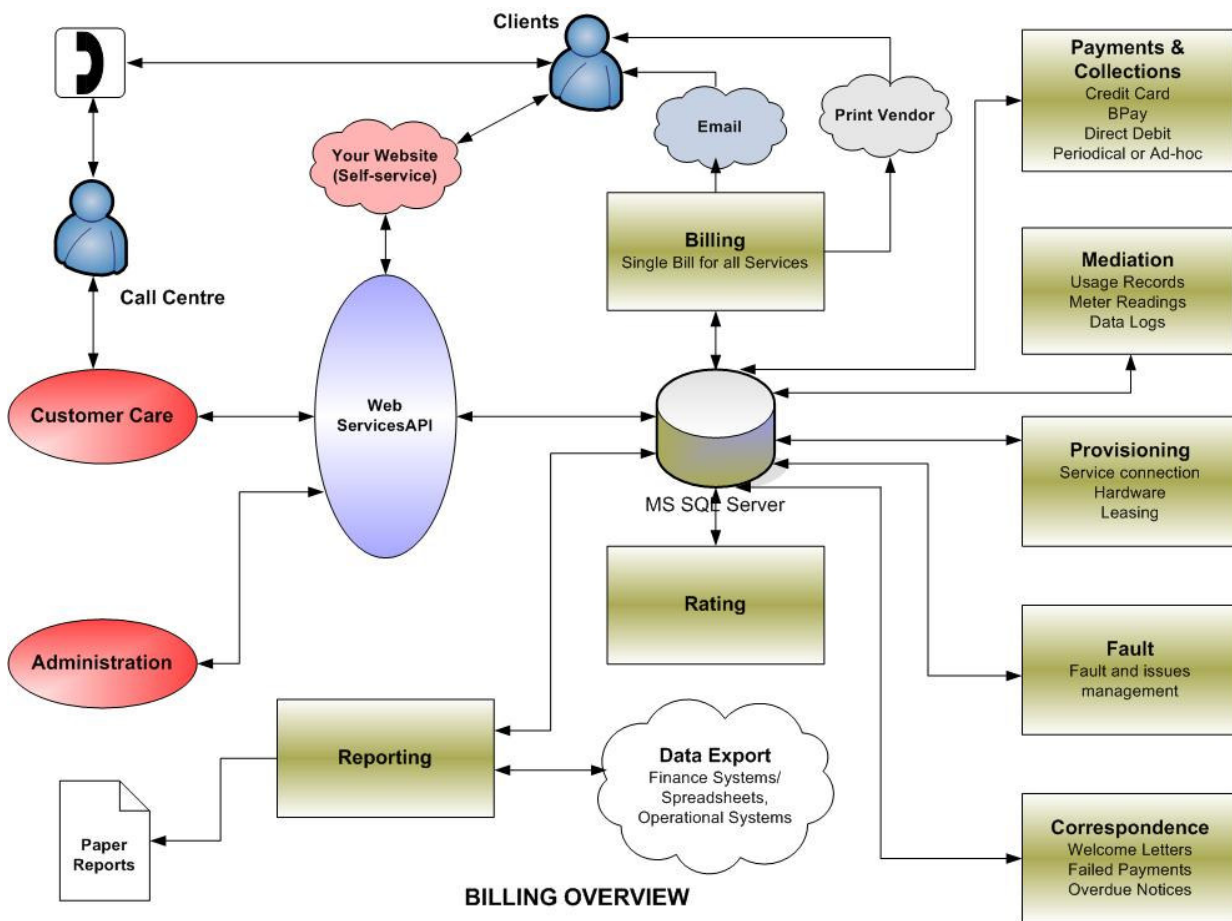 Clients
Payments &
Collections
Credit Card
BPay
Direct Debit
Periodical or Ad-hoc
Email
Print Vendor
Your Website
(Self-service)
Billing
Single Bill for all Services
Mediation
Usage Records
Meter Readings
Data Logs
Call Centre
Customer Care
Web
ServicesAPI
MS SQL Server
Provisioning
Service connection
Hardware
Leasing
Rating
Administration
Fault
Fault and issues
management
Reporting
Data Export
Finance Systems/
Spreadsheets,
Operational Systems
Paper
Reports
Correspondence
Welcome Letters
Failed Payments
Overdue Notices
BILLING OVERVIEW